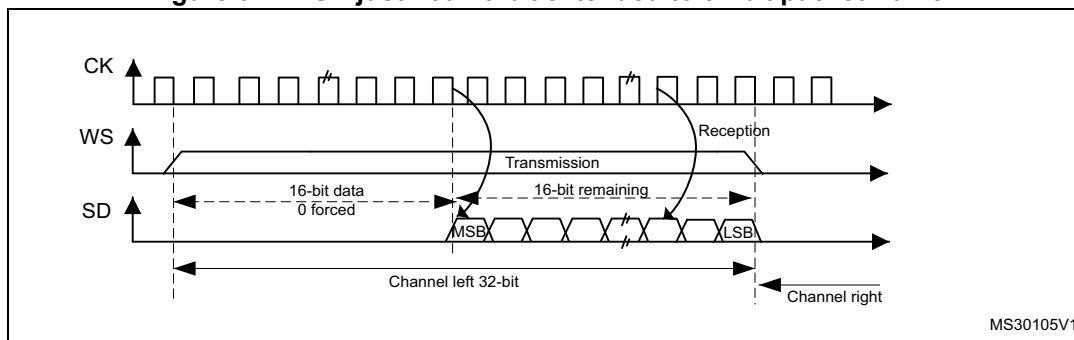 CK
WS
Reception
Transmission
16-bit data
0 forced
16-bit remaining
SD
MSB
LSB
Channel left 32-bit
Channel right
MS30105V1